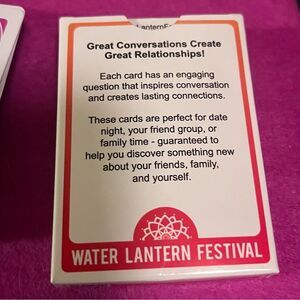 LanternF
Great Conversations Create
Great Relationships!
Each card has an engaging
question that inspires conversation
and creates lasting connections.
These cards are perfect for date
night, your friend group, or
family time - guaranteed to
help you discover something new
about your friends, family,
and yourself.
WATER LANTERN FESTIVAL